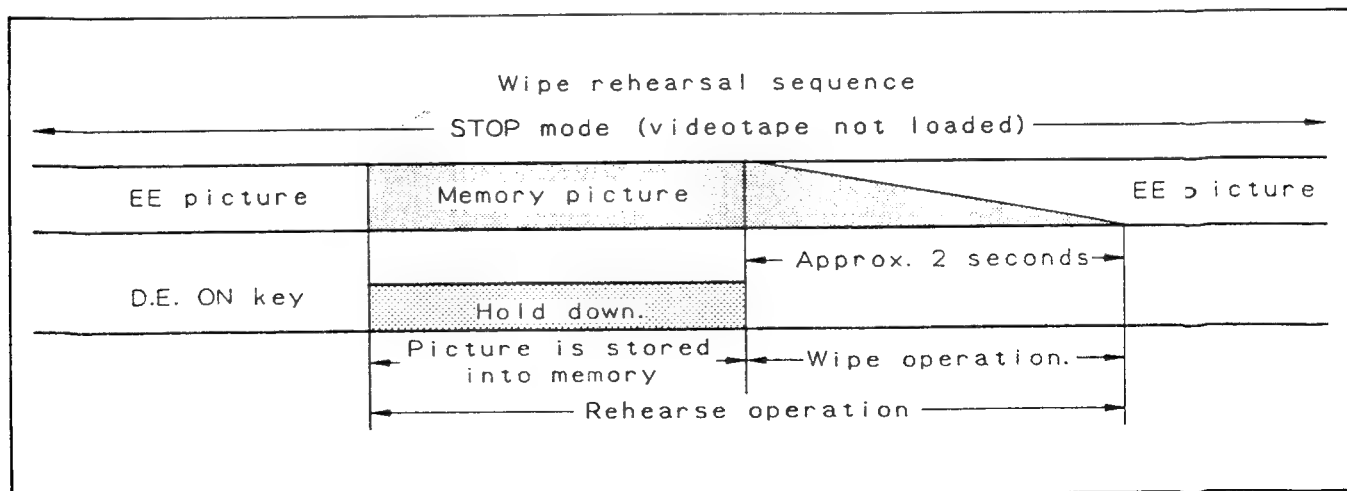 Wipe rehearsal sequence
STOP mode (videotape not loaded)
EE picture
Memory picture
EE picture
Approx. 2 seconds
D.E. ON key
Hold down.
Picture is stored
into memory
Wipe operation.
Rehearse operation